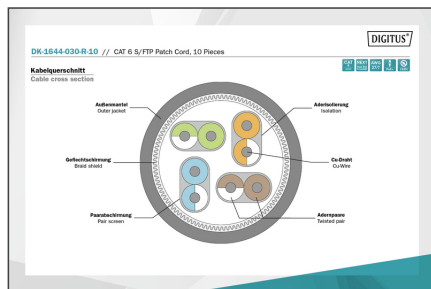 DIGITUS®
DK-1644-030-R-10 // CAT 6 S/FTP Patch Cord, 10 Pieces
Kabelquerschnitt
Cable cross section
Außenmantel
Outer jacket
Aderisolierung
Isolation
Geflechtschirmung
Braid shield
Cu-Draht
Cu-Wire
Paarabschirmung
Pair screen
Adernpaare
Twisted pair